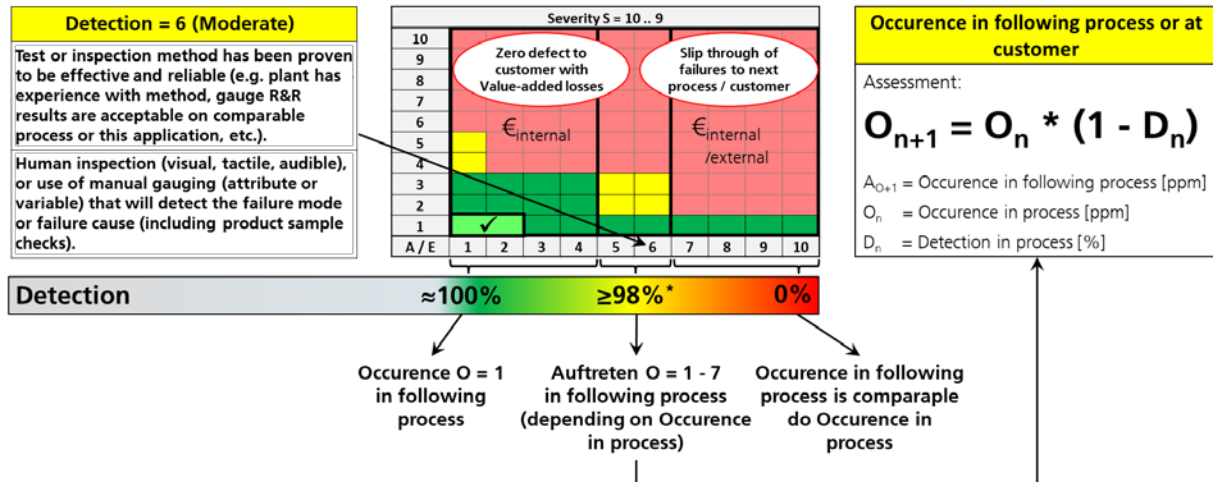 Detection = 6 (Moderate)
Test or inspection method has been proven
to be effective and reliable (e.g. plant has
experience with method, gauge R&R
results are acceptable on comparable
process or this application, etc.).
Human inspection (visual, tactile, audible),
or use of manual gauging (attribute or
variable) that will detect the failure mode
or failure cause (including product sample
checks).
Severity S = 10 .. 9
10
9
8
7
6
5
4
3
2
1
Zero defect to
customer with
Value-added losses
Slip through of
failures to next
process / customer
€internal
€internal
/external
✓
A / E 1 2 3 4 5 6 7 8 9 10
Occurence in following process or at
customer
Assessment:
On+1 = On * (1 - Dn)
AO+1 = Occurence in following process [ppm]
On = Occurence in process [ppm]
Dn = Detection in process [%]
Detection ≈100% ≥98%* 0%
Occurence O = 1
in following
process
Auftreten O = 1 - 7
in following process
(depending on Occurence
in process)
Occurence in following
process is comparaple
do Occurence in
process